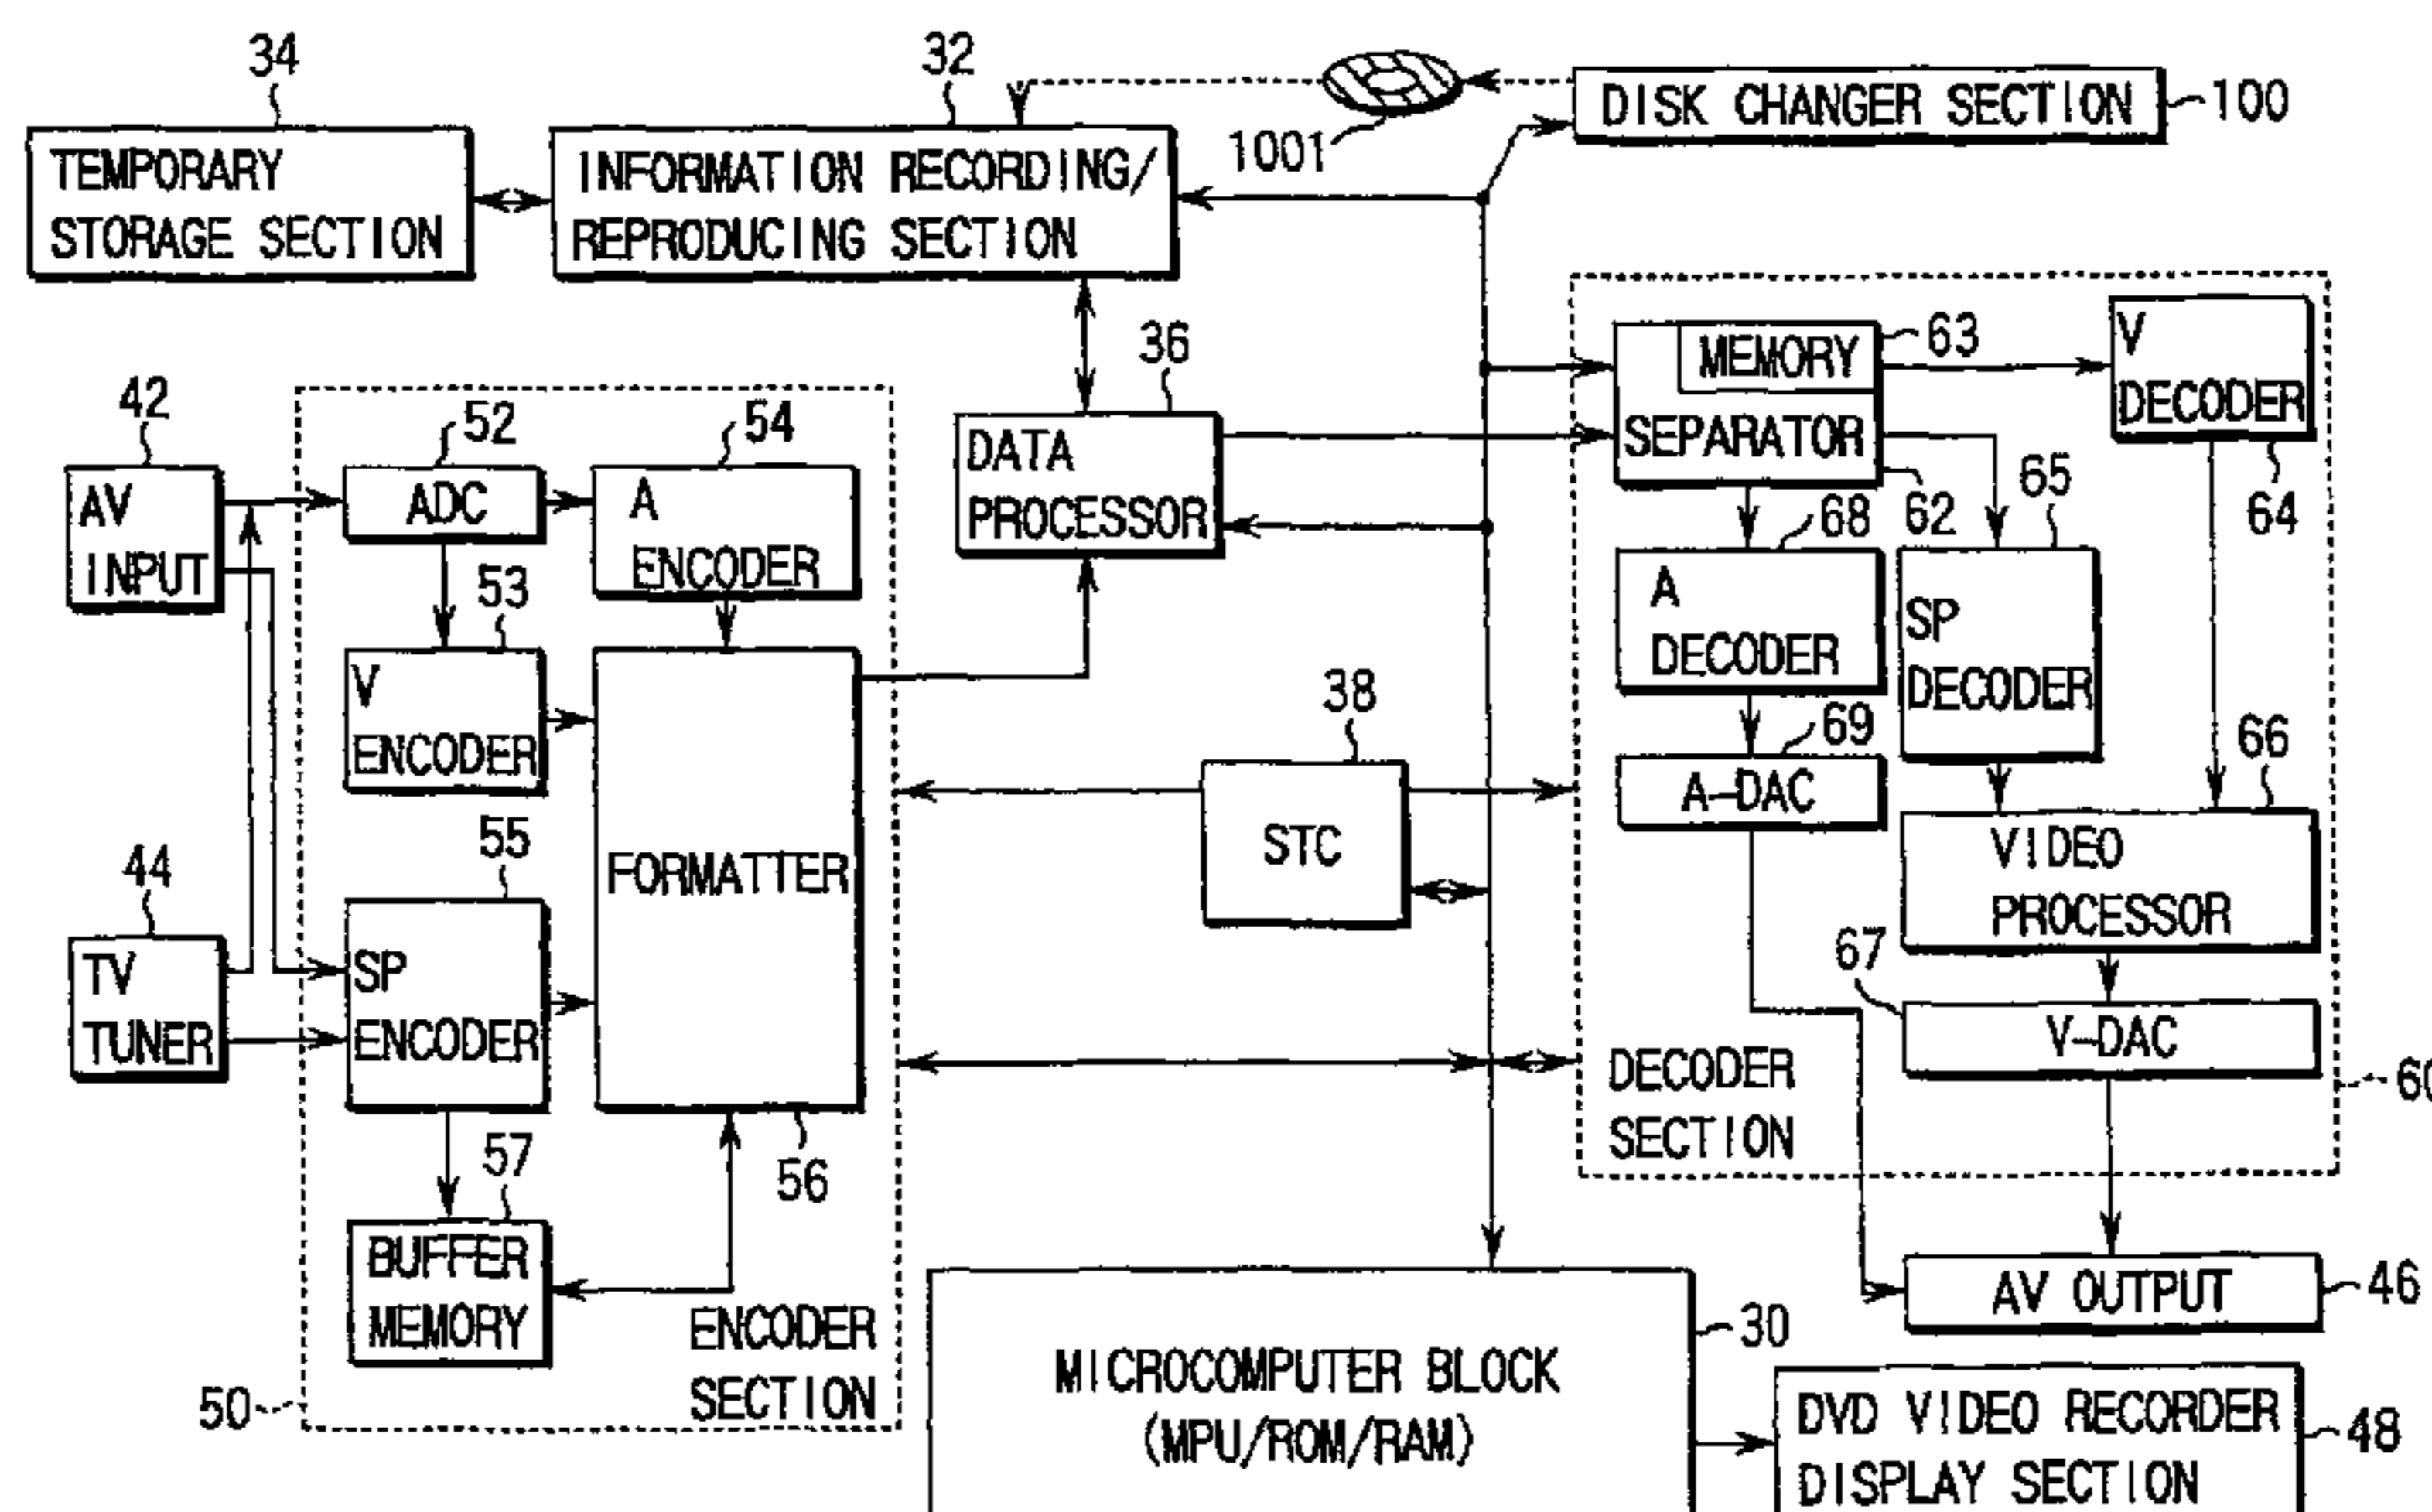 34
32
DISK CHANGER SECTION
100
1001
TEMPORARY
STORAGE SECTION
INFORMATION RECORDING/
REPRODUCING SECTION
36
MEMORY
63
V
DECODER
42
52
54
DATA
PROCESSOR
SEPARATOR
62
65
64
AV
INPUT
ADC
A
ENCODER
68
53
A
DECODER
SP
DECODER
V
ENCODER
38
69
66
A-DAC
55
44
FORMATTER
STC
VIDEO
PROCESSOR
67
TV
TUNER
SP
ENCODER
V-DAC
DECODER
SECTION
60
57
56
BUFFER
MEMORY
AV OUTPUT
46
ENCODER
SECTION
50
30
MICROCOMPUTER BLOCK
(MPU/ROM/RAM)
DVD VIDEO RECORDER
DISPLAY SECTION
48